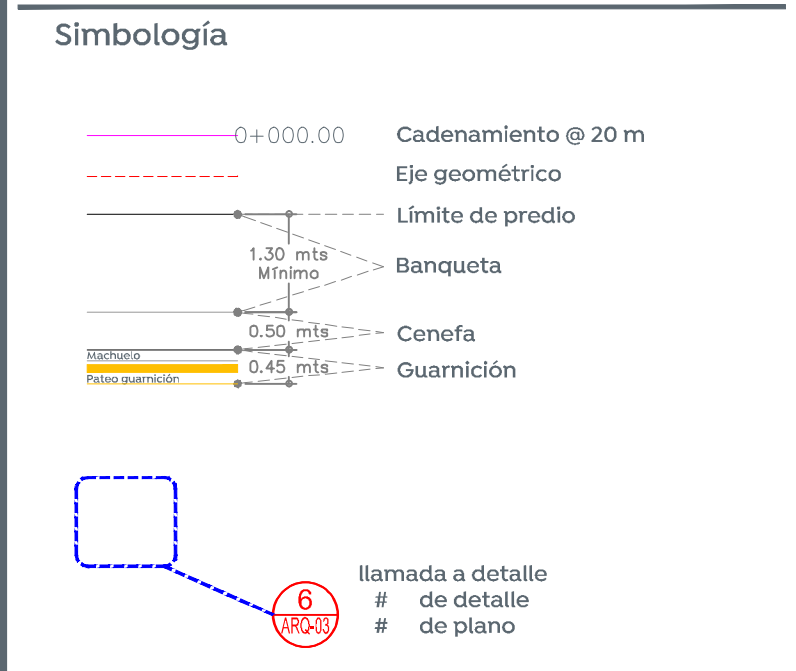 Simbología
0+000.00 Cadenamiento @ 20 m
Eje geométrico
Límite de predio
1.30 mts
Mínimo
Banqueta
0.50 mts Cenefa
Machuelo
0.45 mts Guarnición
Pateo guarnición
llamada a detalle
6 # de detalle
ARQ-03 # de plano